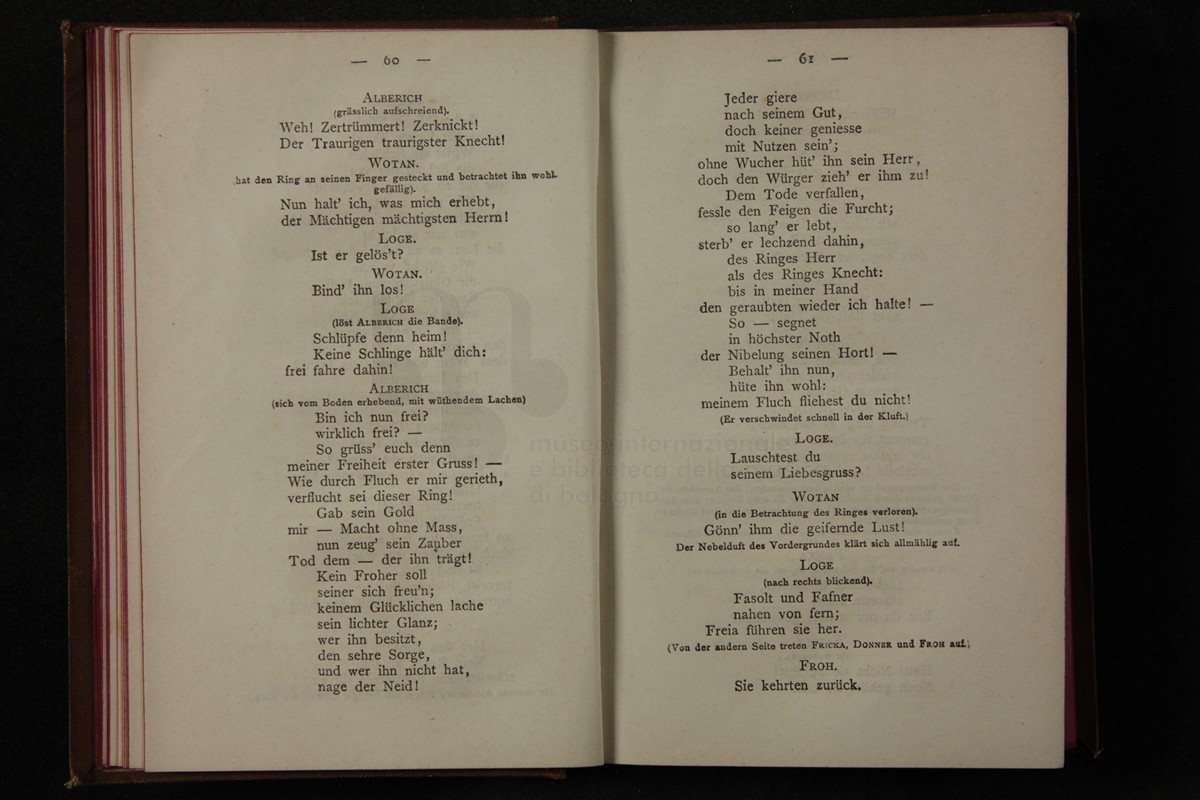 — 60 —
ALBERICH
(grässlich aufschreiend).
Weh! Zertrümmert! Zerknickt!
Der Traurigen traurigster Knecht!
WOTAN.
(hat den Ring an seinen Finger gesteckt und betrachtet ihn wohl-
gefällig).
Nun halt' ich, was mich erhebt,
der Mächtigen mächtigsten Herrn!
LOGE.
Ist er gelös't?
WOTAN.
Bind' ihn los!
LOGE
(löst ALBERICH die Bande).
Schlüpfe denn heim!
Keine Schlinge hält' dich:
frei fahre dahin!
ALBERICH
(sich vom Boden erhebend, mit wüthendem Lachen)
Bin ich nun frei?
wirklich frei? —
So grüss' euch denn
meiner Freiheit erster Gruss! —
Wie durch Fluch er mir gerieth,
verflucht sei dieser Ring!
Gab sein Gold
mir — Macht ohne Mass,
nun zeug' sein Zauber
Tod dem — der ihn trägt!
Kein Froher soll
seiner sich freu'n;
keinem Glücklichen lache
sein lichter Glanz;
wer ihn besitzt,
den sehre Sorge,
und wer ihn nicht hat,
nage der Neid!
— 61 —
Jeder giere
nach seinem Gut,
doch keiner geniesse
mit Nutzen sein';
ohne Wucher hüt' ihn sein Herr,
doch den Würger zieh' er ihm zu!
Dem Tode verfallen,
fessle den Feigen die Furcht;
so lang' er lebt,
sterb' er lechzend dahin,
des Ringes Herr
als des Ringes Knecht:
bis in meiner Hand
den geraubten wieder ich halte! —
So — segnet
in höchster Noth
der Nibelung seinen Hort! —
Behalt' ihn nun,
hüte ihn wohl:
meinem Fluch fliehest du nicht!
(Er verschwindet schnell in der Kluft.)
LOGE.
Lauschtest du
seinem Liebesgruss?
WOTAN
(in die Betrachtung des Ringes verloren).
Gönn' ihm die geifernde Lust!
Der Nebelduft des Vordergrundes klärt sich allmählig auf.
LOGE
(nach rechts blickend).
Fasolt und Fafner
nahen von fern;
Freia führen sie her.
(Von der andern Seite treten FRICKA, DONNER und FROH auf.)
FROH.
Sie kehrten zurück.
museo internazionale
e biblioteca della
di bologna